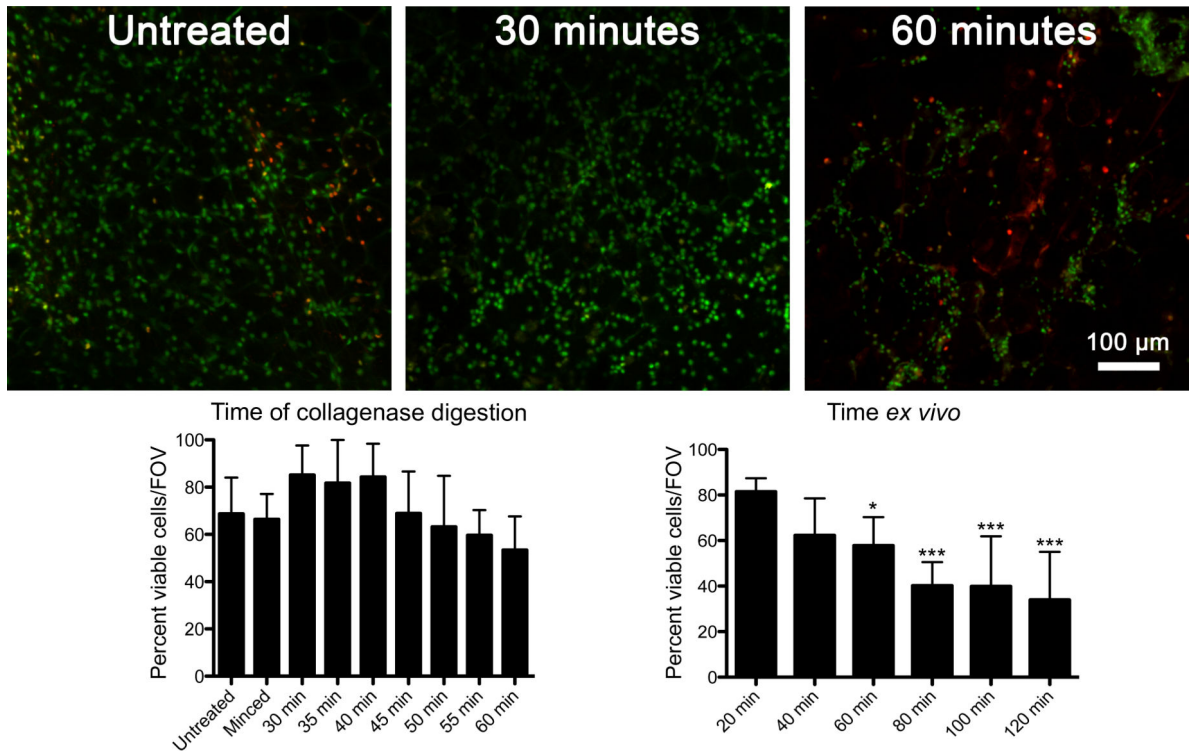 Untreated
30 minutes
60 minutes
100 µm
Time of collagenase digestion
Percent viable cells/FOV
100
80
60
40
20
0
Untreated
Minced
30 min
35 min
40 min
45 min
50 min
55 min
60 min
Time ex vivo
Percent viable cells/FOV
100
80
60
40
20
0
*
***
***
***
20 min
40 min
60 min
80 min
100 min
120 min